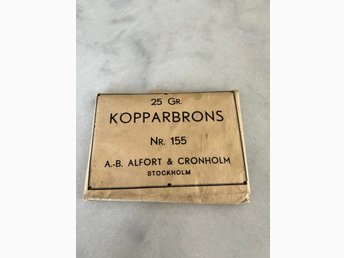 25 GR.
KOPPARBRONS
NR. 155
A.-B. ALFORT & CRONHOLM
STOCKHOLM